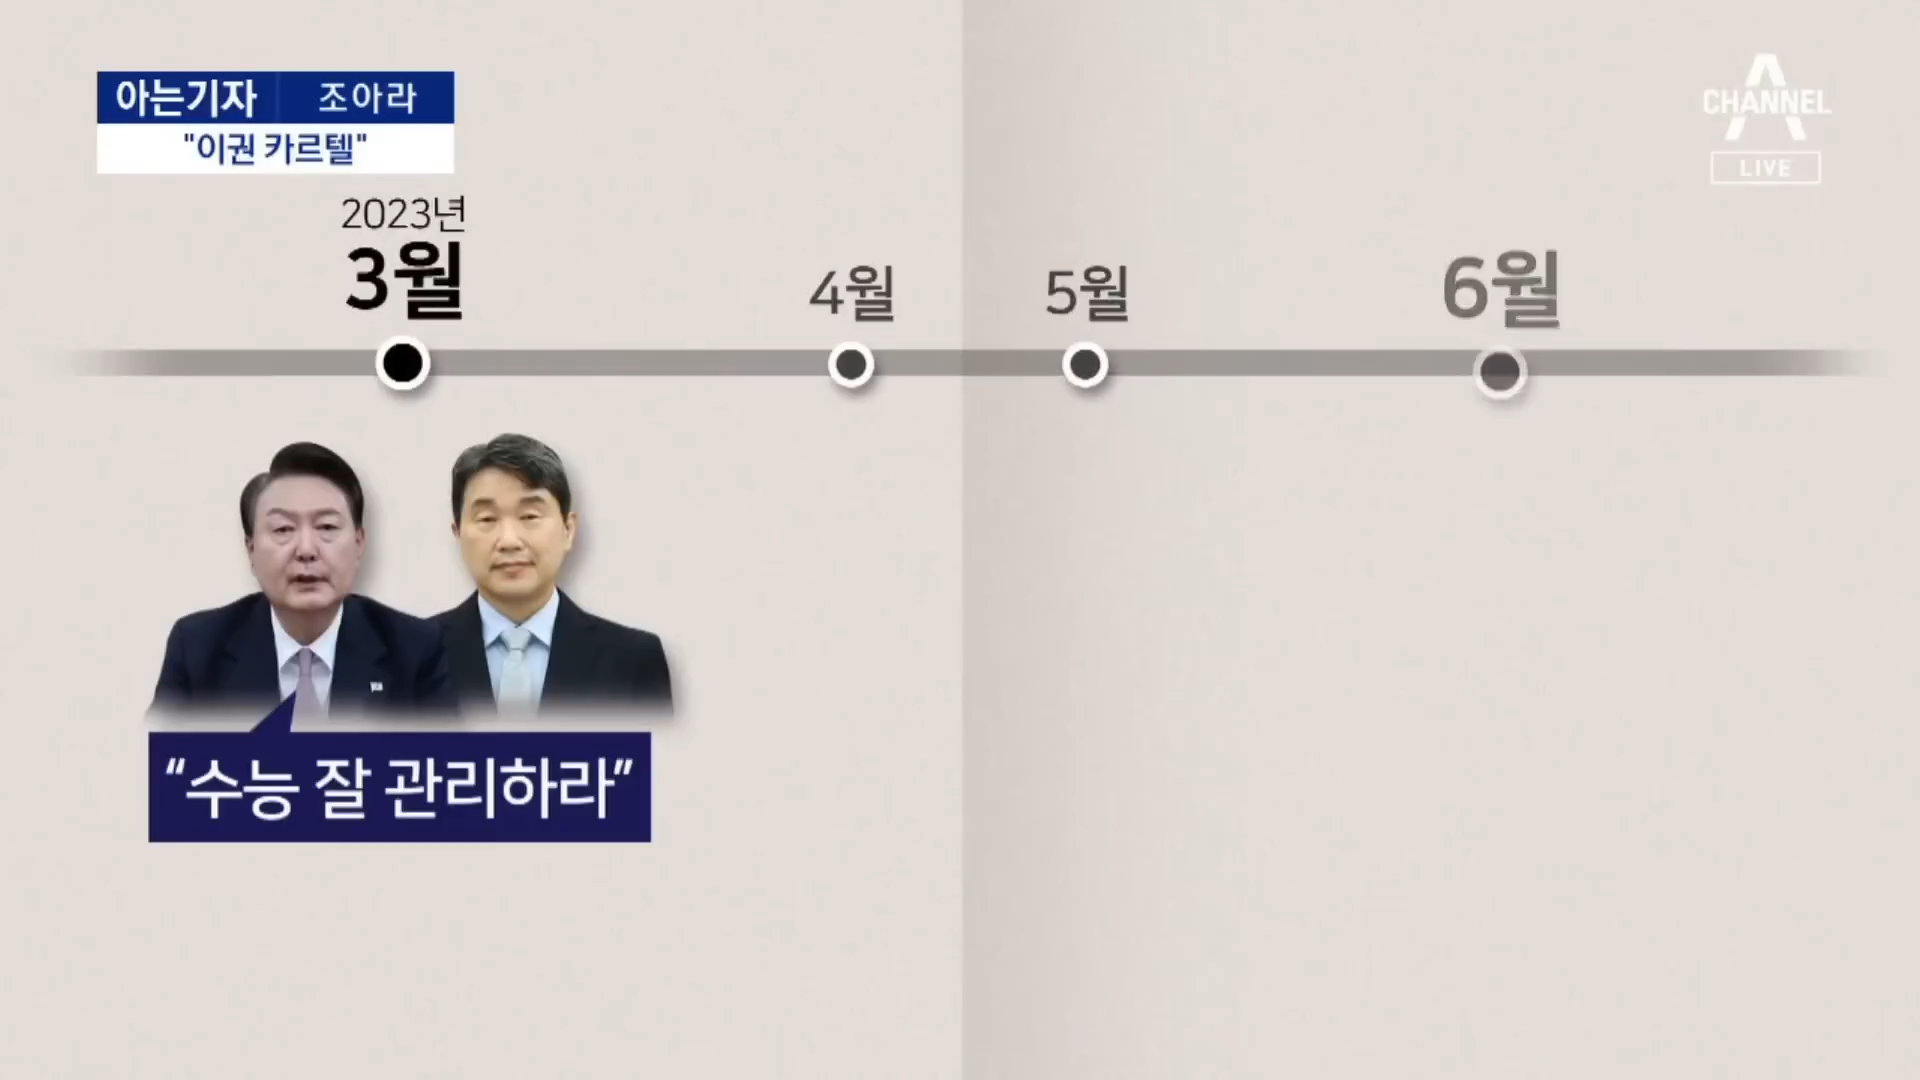 아는기자 조아라
"이권 카르텔"
CHANNEL A
LIVE
2023년
3월
4월
5월
6월
“수능 잘 관리하라”